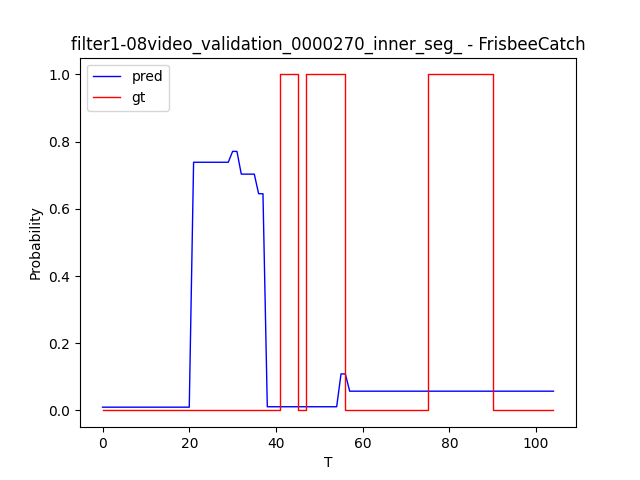 filter1-08video_validation_0000270_inner_seg_ - FrisbeeCatch
pred
gt
1.0
0.8
0.6
0.4
0.2
0.0
Probability
0 20 40 60 80 100
T